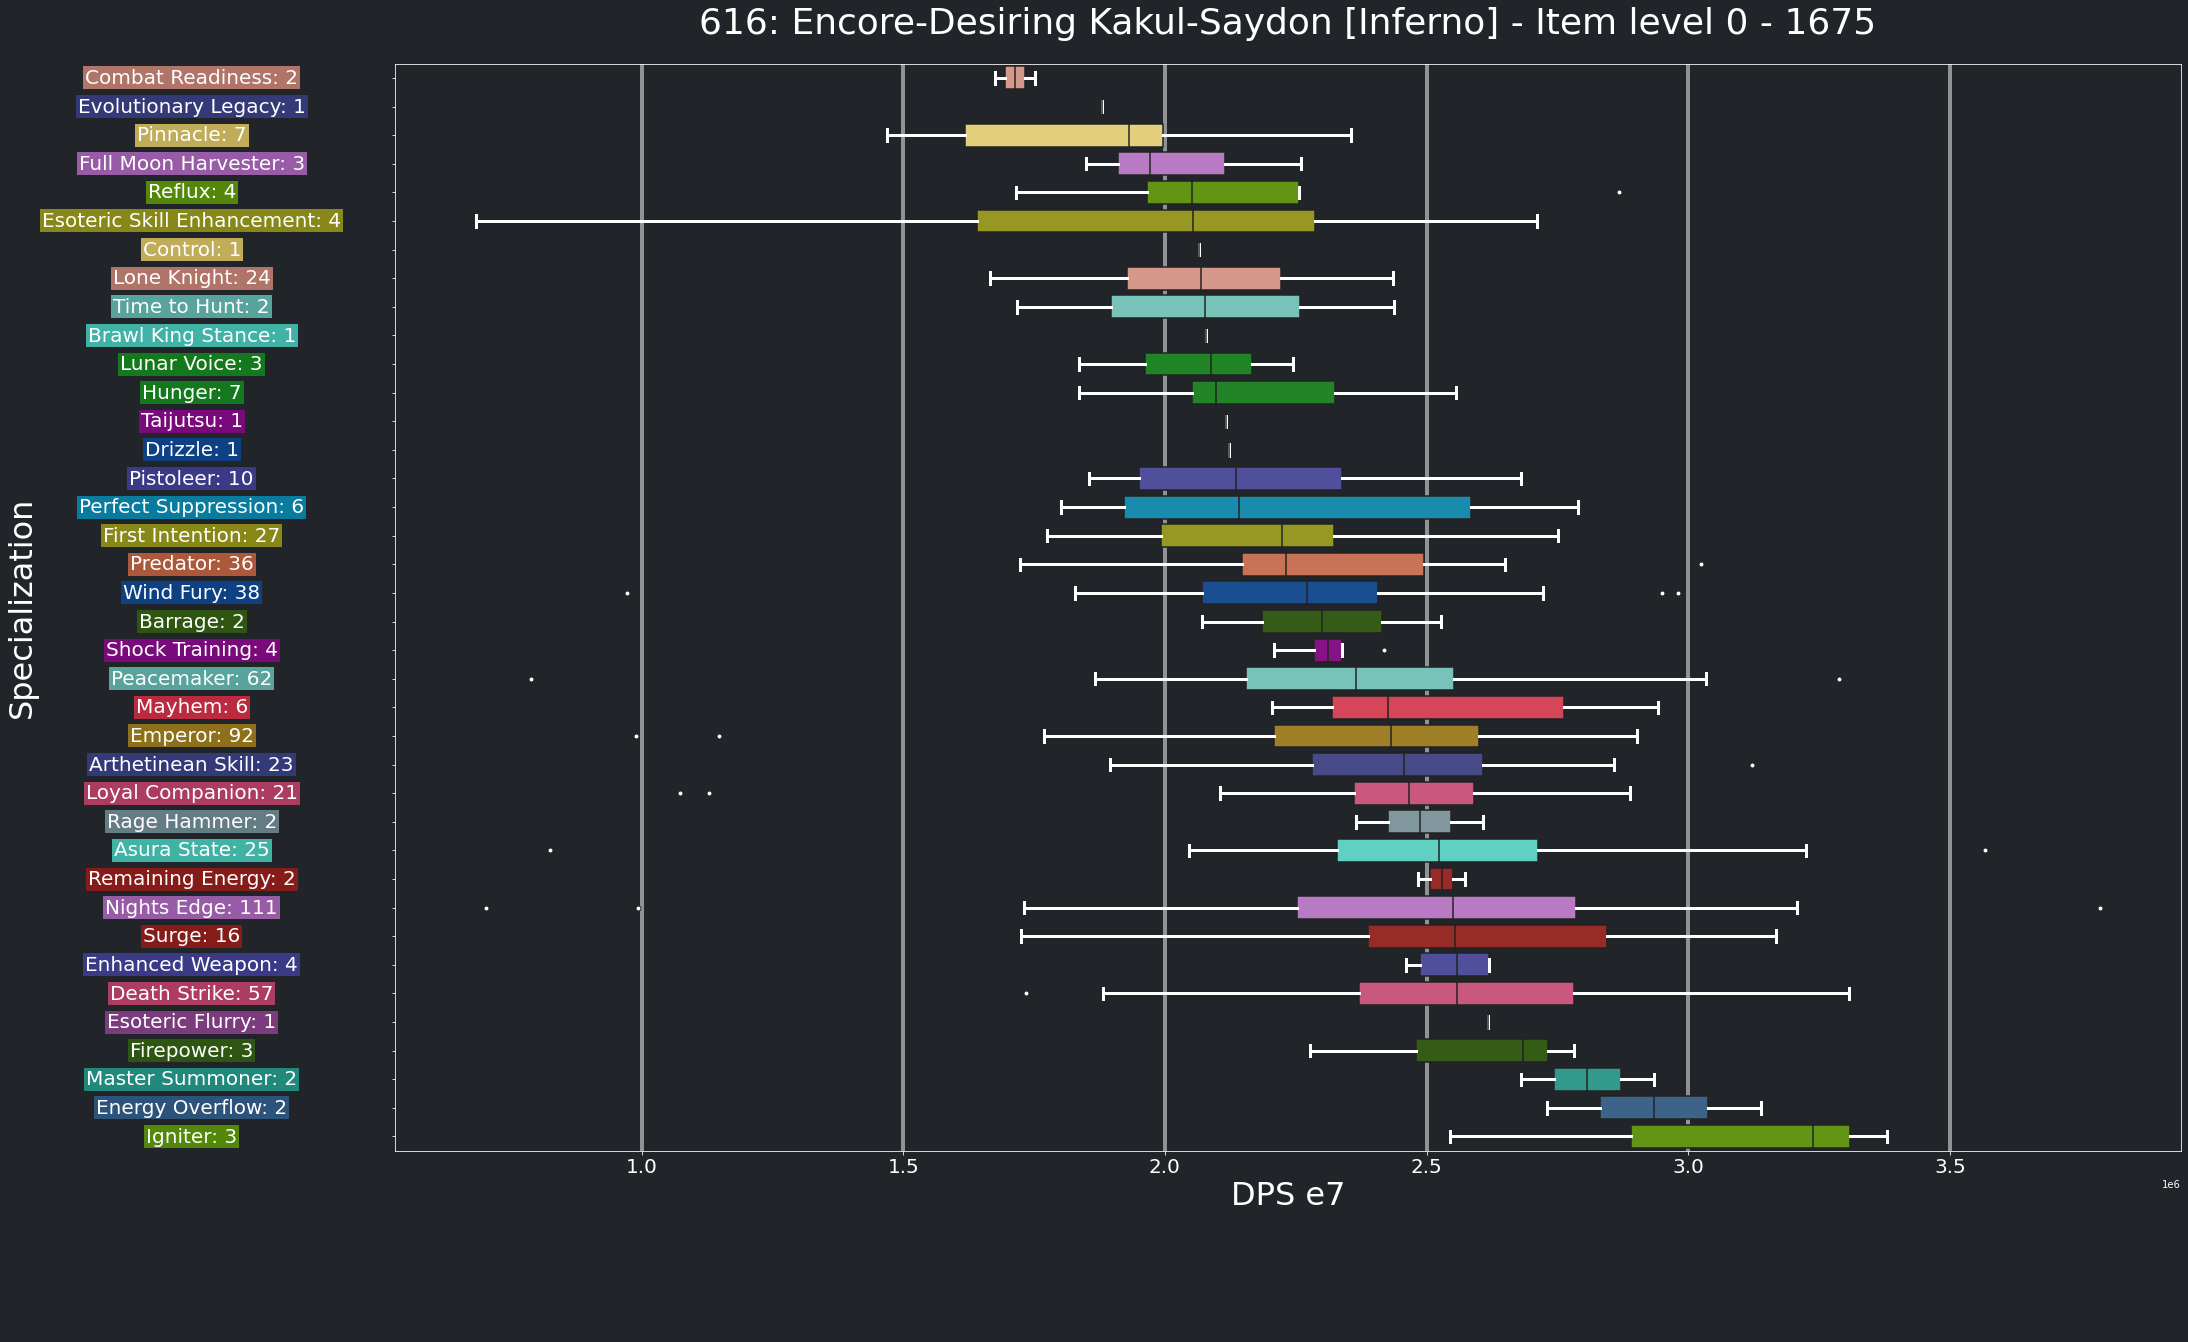 616: Encore-Desiring Kakul-Saydon [Inferno] - Item level 0 - 1675
Combat Readiness: 2
Evolutionary Legacy: 1
Pinnacle: 7
Full Moon Harvester: 3
Reflux: 4
Esoteric Skill Enhancement: 4
Control: 1
Lone Knight: 24
Time to Hunt: 2
Brawl King Stance: 1
Lunar Voice: 3
Hunger: 7
Taijutsu: 1
Drizzle: 1
Pistoleer: 10
Perfect Suppression: 6
First Intention: 27
Predator: 36
Wind Fury: 38
Barrage: 2
Shock Training: 4
Peacemaker: 62
Mayhem: 6
Emperor: 92
Arthetinean Skill: 23
Loyal Companion: 21
Rage Hammer: 2
Asura State: 25
Remaining Energy: 2
Nights Edge: 111
Surge: 16
Enhanced Weapon: 4
Death Strike: 57
Esoteric Flurry: 1
Firepower: 3
Master Summoner: 2
Energy Overflow: 2
Igniter: 3
Specialization
1.0 1.5 2.0 2.5 3.0 3.5
DPS e7
1e6